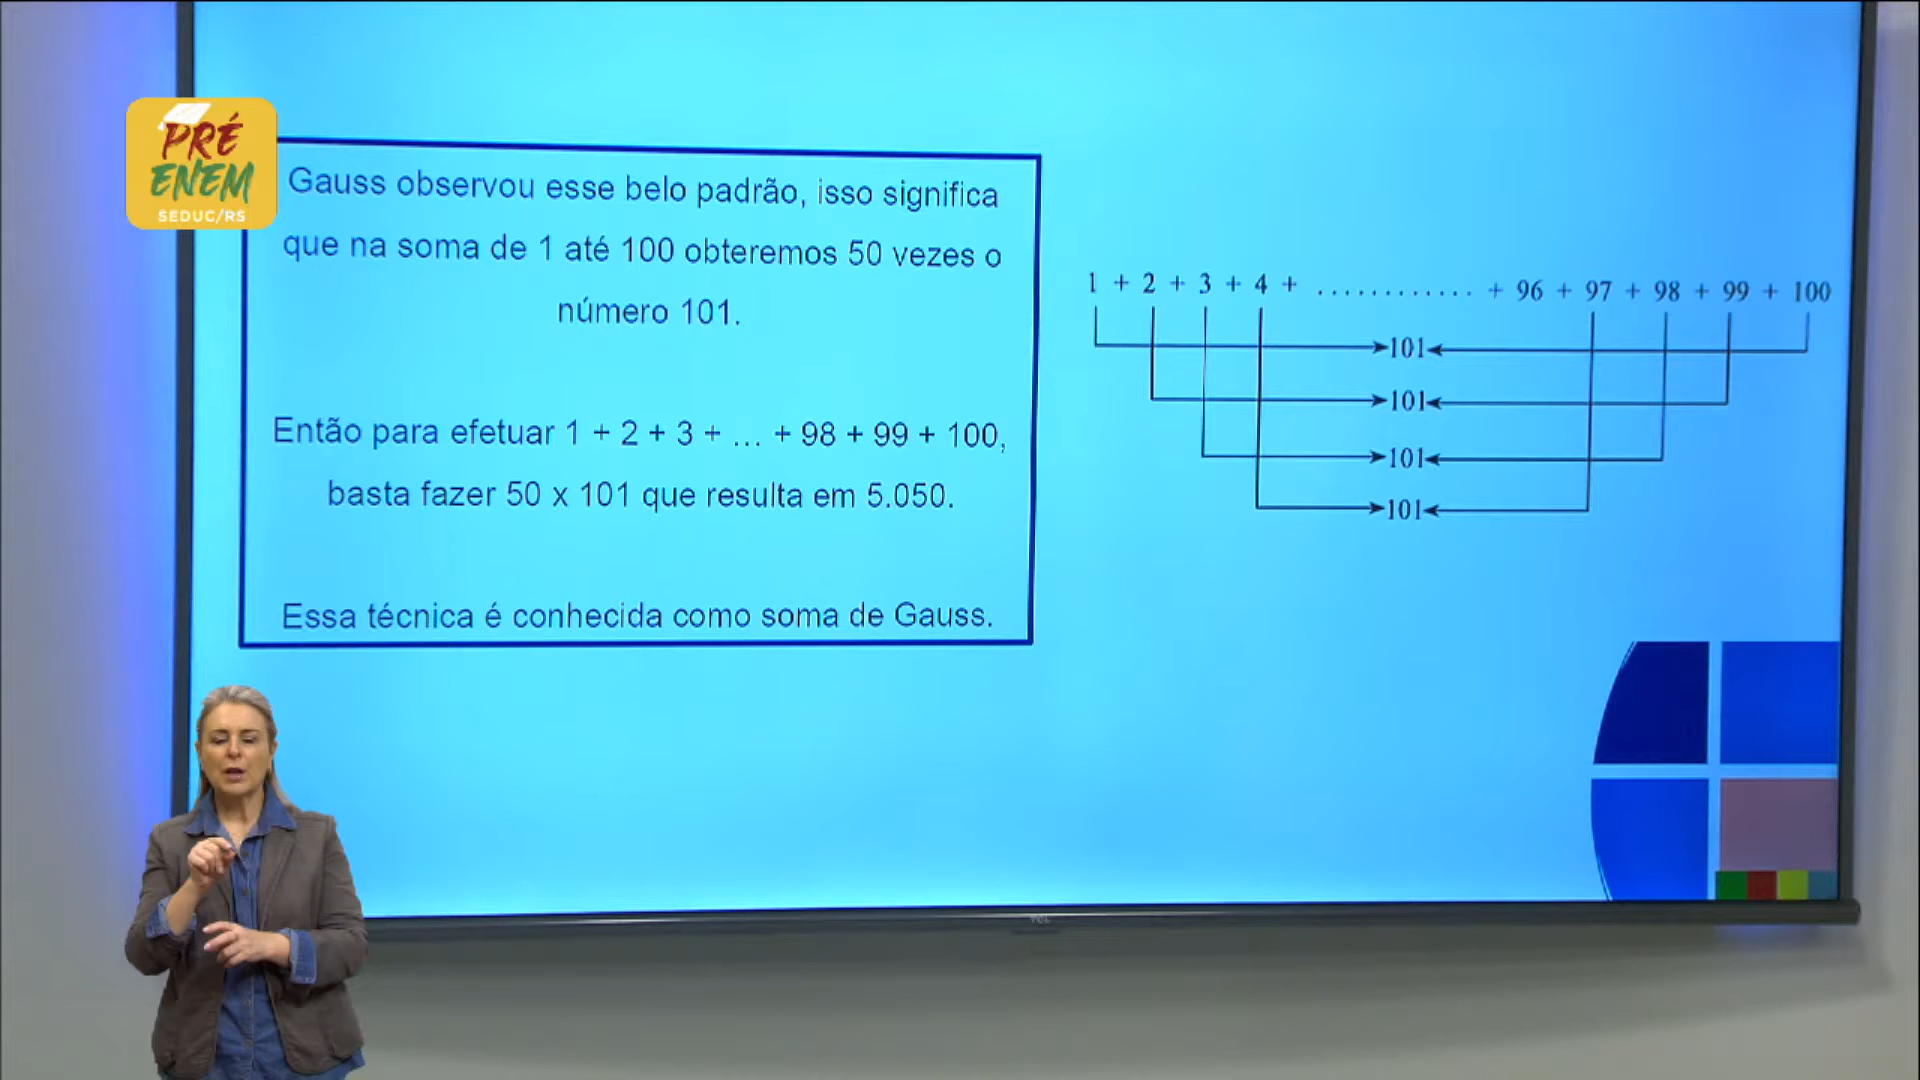 PRÉ
ENEM
SEDUC/RS
Gauss observou esse belo padrão, isso significa
que na soma de 1 até 100 obteremos 50 vezes o
número 101.
Então para efetuar 1 + 2 + 3 + ... + 98 + 99 + 100,
basta fazer 50 x 101 que resulta em 5.050.
Essa técnica é conhecida como soma de Gauss.
1 + 2 + 3 + 4 + ............ + 96 + 97 + 98 + 99 + 100
101
101
101
101
TCL